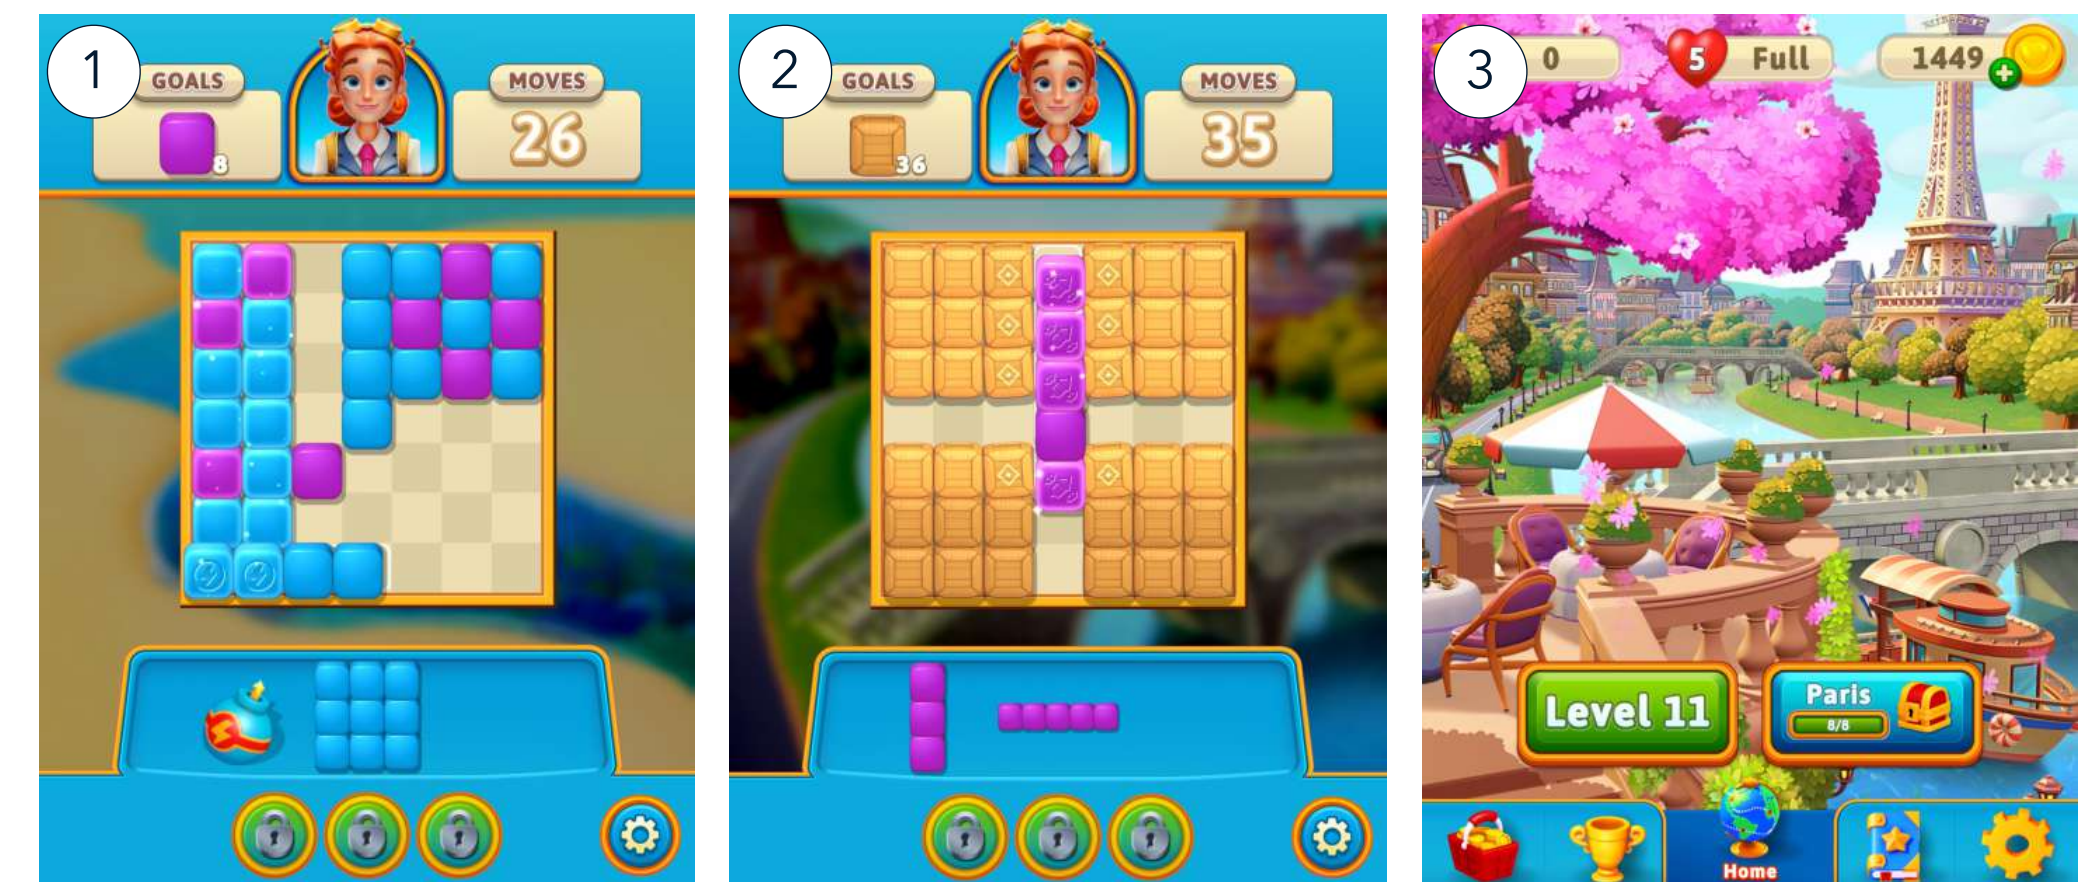 1
GOALS
8
MOVES
26
2
GOALS
36
MOVES
35
3
0
5
Full
1449
Level 11
Paris
8/8
Home